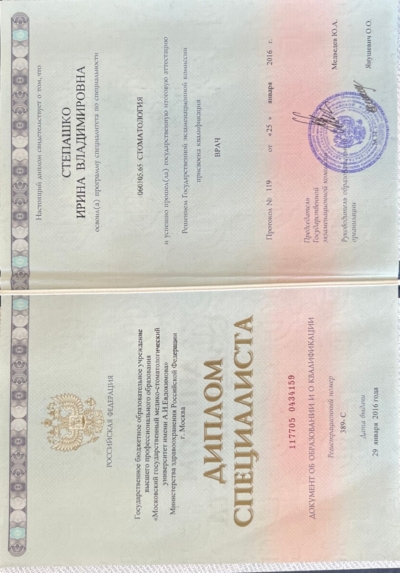 РОССИЙСКАЯ ФЕДЕРАЦИЯ
Государственное бюджетное образовательное учреждение
высшего профессионального образования
«Московский государственный медико-стоматологический
университет имени А.И.Евдокимова»
Министерства здравоохранения Российской Федерации
г. Москва
ДИПЛОМ
СПЕЦИАЛИСТА
117705 0434159
ДОКУМЕНТ ОБ ОБРАЗОВАНИИ И О КВАЛИФИКАЦИИ
Регистрационный номер
389-С
Дата выдачи
29 января 2016 года
Настоящий диплом свидетельствует о том, что
СТЕПАШКО
ИРИНА ВЛАДИМИРОВНА
освоил(а) программу специалитета по специальности
060105.65 СТОМАТОЛОГИЯ
и успешно прошел(ла) государственную итоговую аттестацию
Решением Государственной экзаменационной комиссии
присвоена квалификация
ВРАЧ
Протокол № 119 от «25» января 2016 г.
Председатель
Государственной
экзаменационной
Медведев Ю.А.
Руководитель
организации
Янушевич О.О.
М.П.